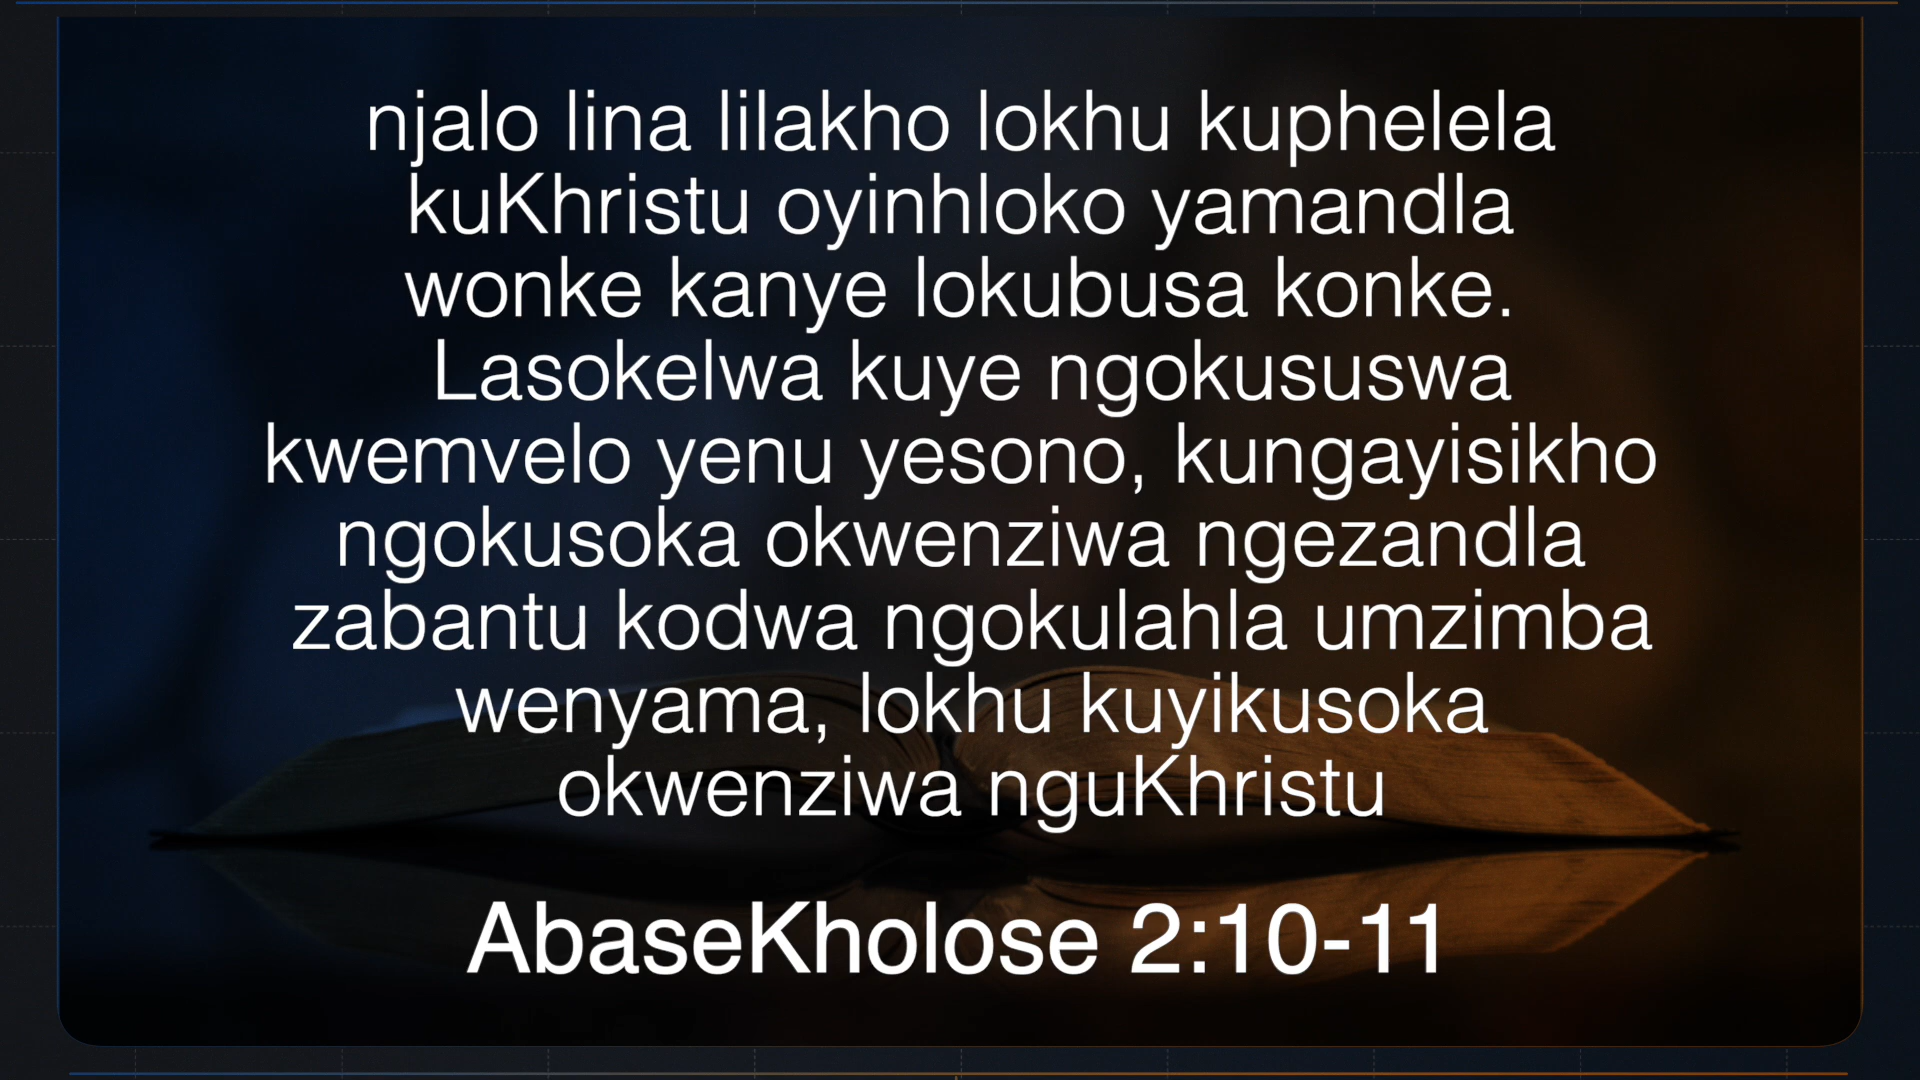 njalo lina lilakho lokhu kuphelela
kuKhristu oyinhloko yamandla
wonke kanye lokubusa konke.
Lasokelwa kuye ngokususwa
kwemvelo yenu yesono, kungayisikho
ngokusoka okwenziwa ngezandla
zabantu kodwa ngokulahla umzimba
wenyama, lokhu kuyikusoka
okwenziwa nguKhristu
AbaseKholose 2:10-11